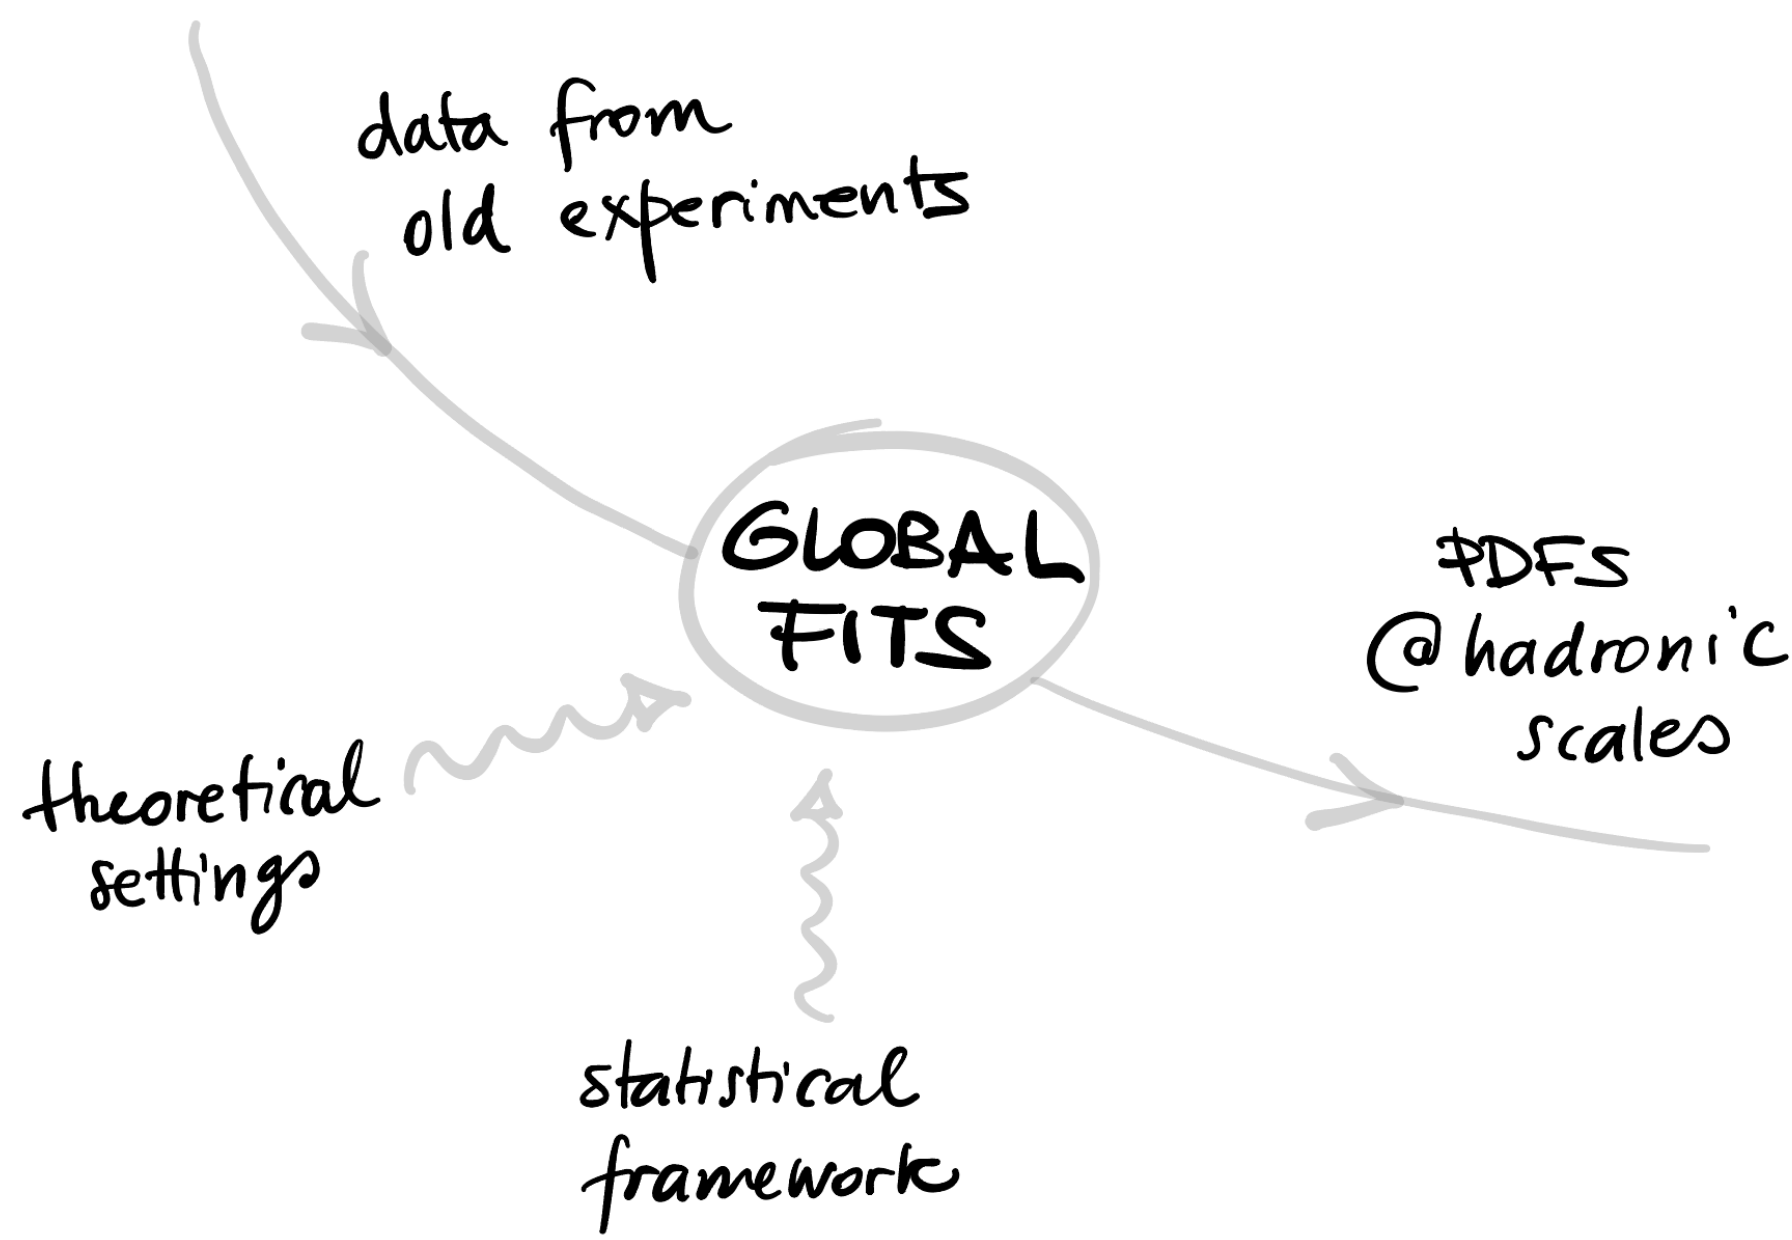 data from
old experiments
GLOBAL
FITS
PDFS
@hadronic
scales
theoretical
settings
statistical
framework